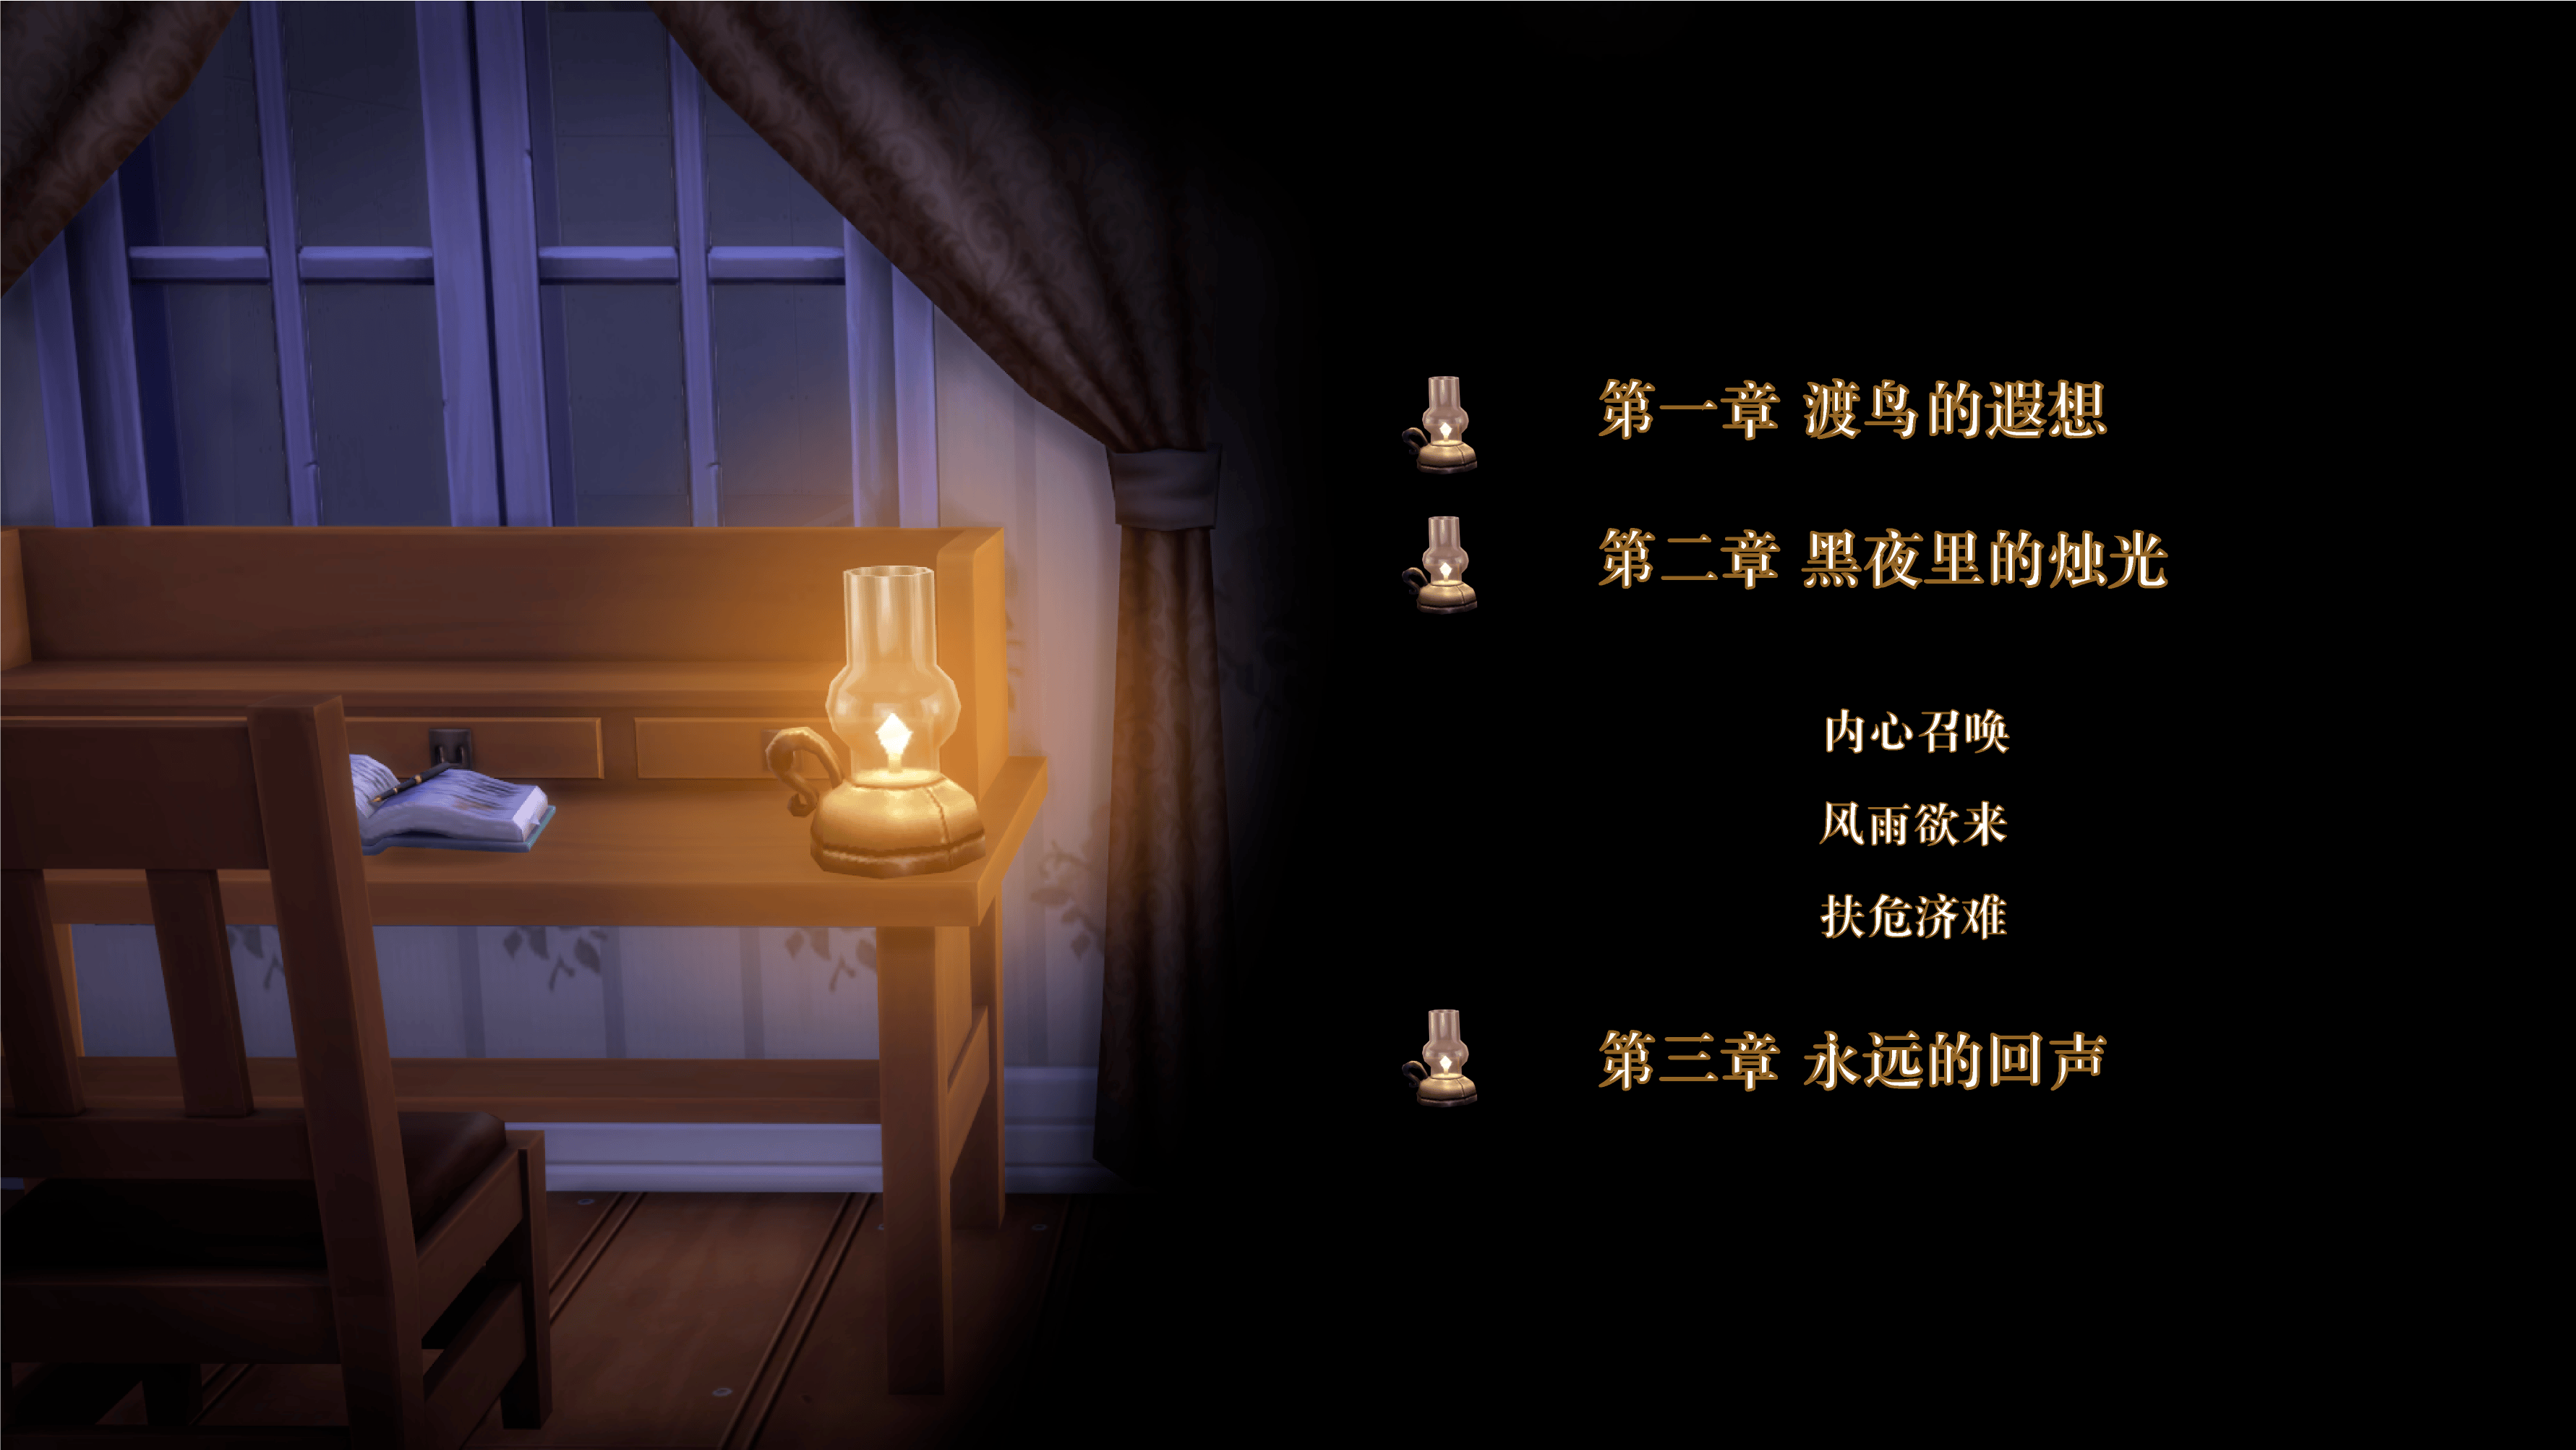 第一章 渡鸟的遐想
第二章 黑夜里的烛光
内心召唤
风雨欲来
扶危济难
第三章 永远的回声